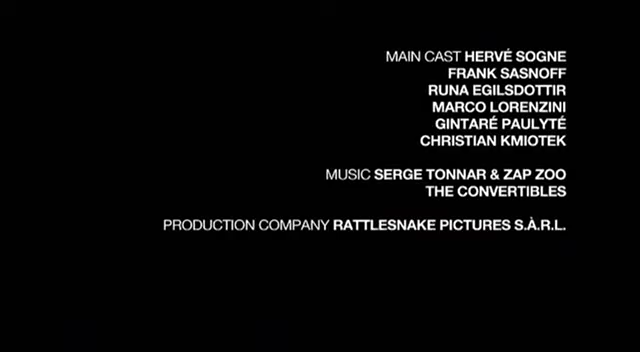 MAIN CAST HERVÉ SOGNE
FRANK SASNOFF
RUNA EGILSDOTTIR
MARCO LORENZINI
GINTARÉ PAULYTÉ
CHRISTIAN KMIOTEK
MUSIC SERGE TONNAR & ZAP ZOO
THE CONVERTIBLES
PRODUCTION COMPANY RATTLESNAKE PICTURES S.À.R.L.